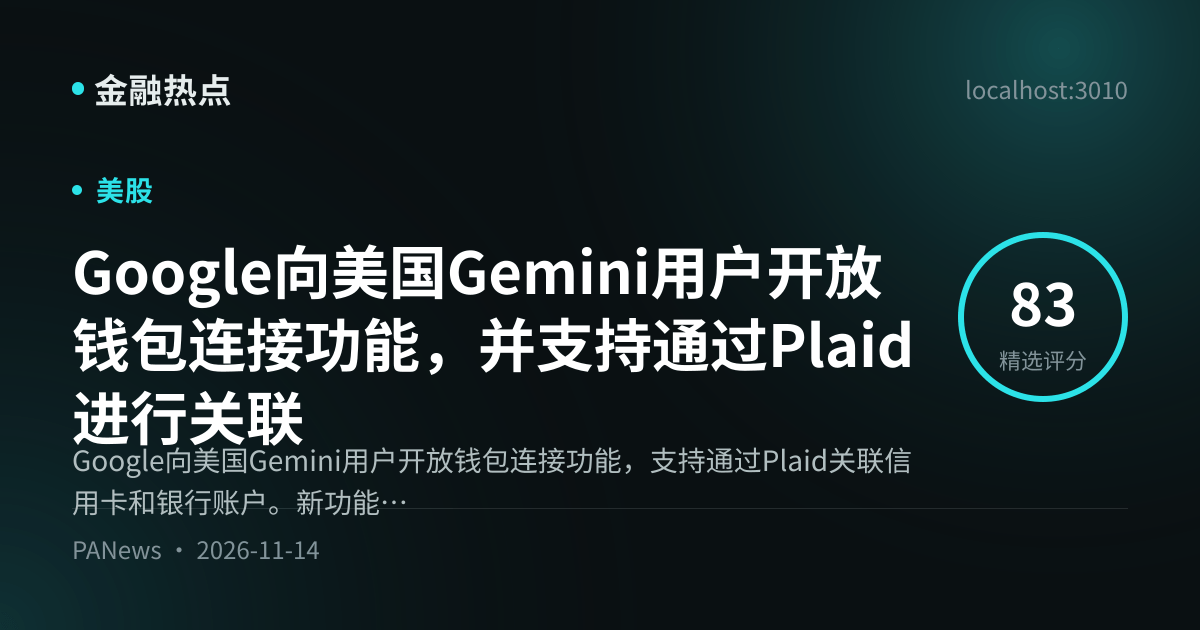 金融热点
localhost:3010
美股
Google向美国Gemini用户开放
钱包连接功能，并支持通过Plaid
进行关联
83
精选评分
Google向美国Gemini用户开放钱包连接功能，支持通过Plaid关联信
用卡和银行账户。新功能…
PANews • 2026-11-14